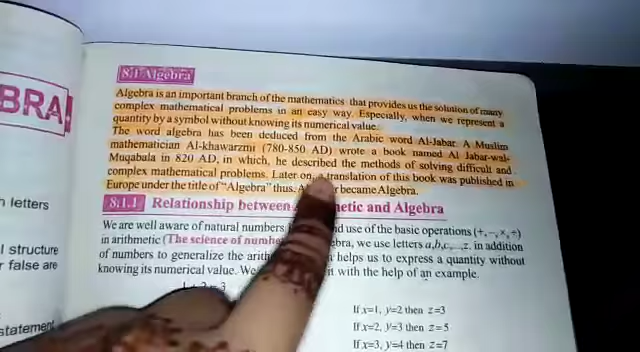 BRA
n letters
l structure
r false are
statement
8.1 Algebra
Algebra is an important branch of the mathematics that provides us the solution of many
complex mathematical problems in an easy way. Especially, when we represent a
quantity by a symbol without knowing its numerical value.
The word algebra has been deduced from the Arabic word Al-Jabar. A Muslim
mathematician Al-khawarzmi (780-850 AD) wrote a book named Al Jabar-wal-
Muqabala in 820 AD, in which, he described the methods of solving difficult and
complex mathematical problems. Later on, a translation of this book was published in
Europe under the title of "Algebra" thus, became Algebra.
8.1.1 Relationship between and Algebra
We are well aware of natural numbers use of the basic operations (+,−,×,÷)
in arithmetic (The science of we use letters a,b,c,...,z. in addition
of numbers to generalize the helps us to express a quantity without
knowing its numerical value. it with the help of an example.
If x=1, y=2 then z=3
If x=2, y=3 then z=5
If x=3, y=4 then z=7